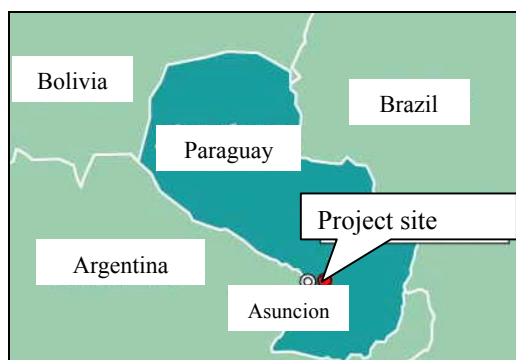 Bolivia
Brazil
Paraguay
Project site
Argentina
Asuncion